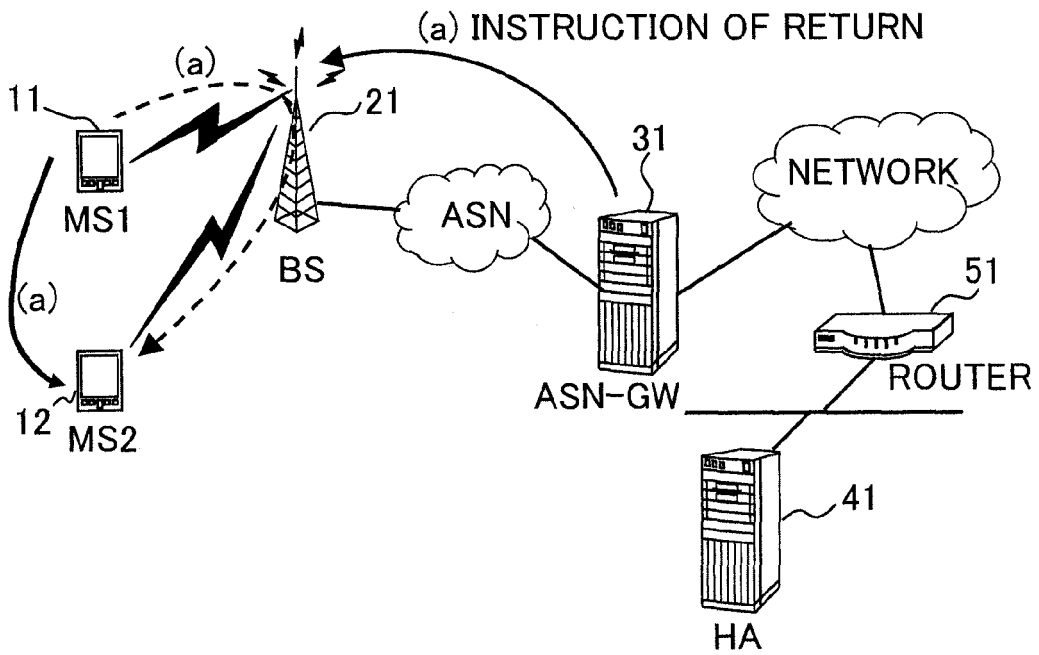 (a) INSTRUCTION OF RETURN
(a)
11
21
31
MS1
ASN
NETWORK
BS
(a)
51
ASN-GW
ROUTER
12
MS2
41
HA